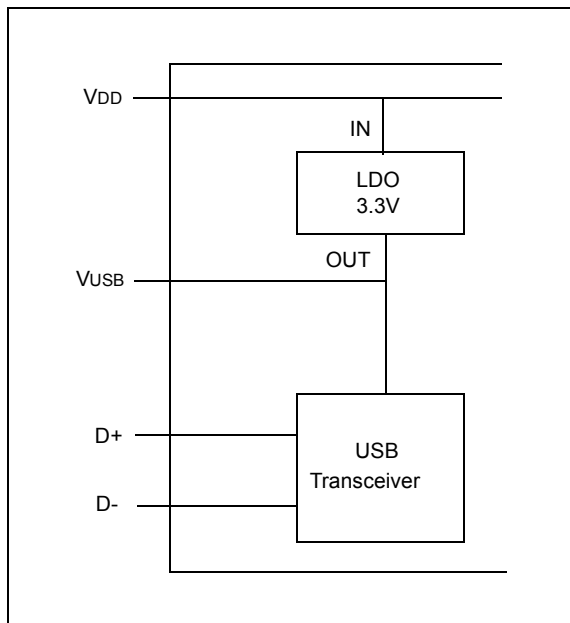 VDD
IN
LDO
3.3V
OUT
VUSB
D+
USB
Transceiver
D-